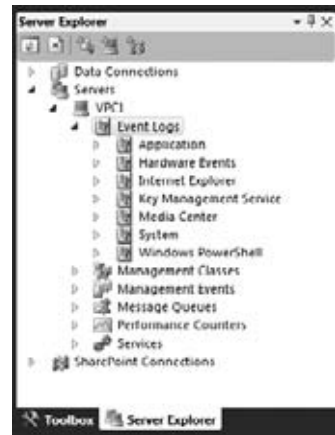 Server Explorer
Data Connections
Servers
VPC1
Event Logs
Application
Hardware Events
Internet Explorer
Key Management Service
Media Center
System
Windows PowerShell
Management Classes
Management Events
Message Queues
Performance Counters
Services
SharePoint Connections
Toolbox
Server Explorer